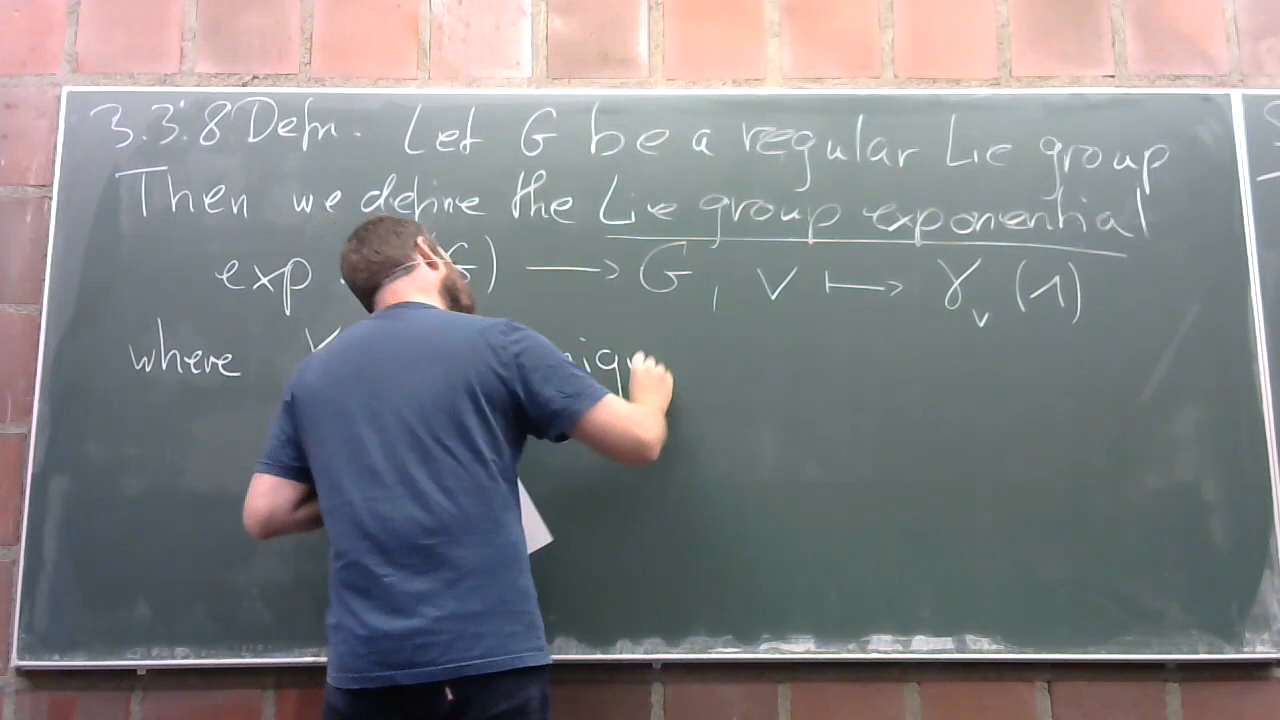 3.3.8 Defn. Let G be a regular Lie group
Then we define the Lie group exponential
exp G) ⟶ G, v ⟼ γ_v (1)
where